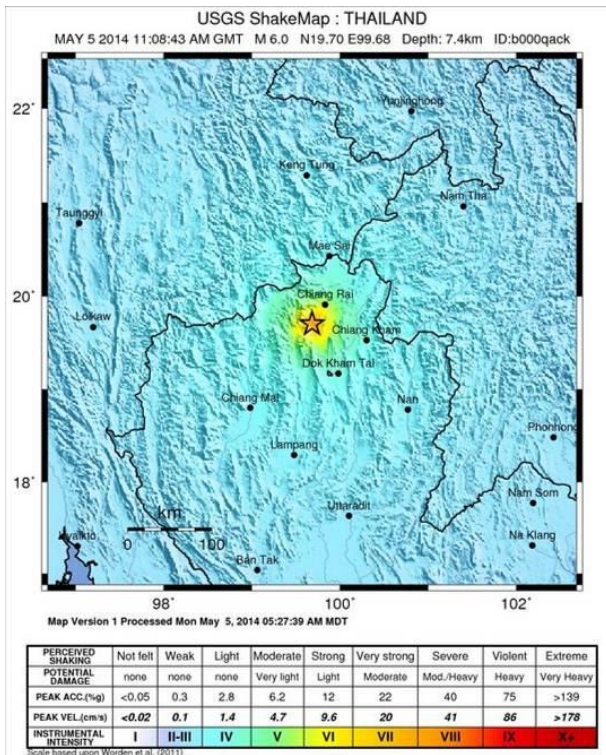 USGS ShakeMap : THAILAND
MAY 5 2014 11:08:43 AM GMT M 6.0 N19.70 E99.68 Depth: 7.4km ID:b000qack
22˚
Yunjinghong
Keng Tung
Nam Tha
Taunggyi
Mae Sai
20˚
Chiang Rai
Loikaw
Chiang Kham
Dok Kham Tai
Chiang Mai
Nan
Phonhong
Lampang
18˚
Nam Som
Uttaradit
km
Kyaikto
Na Klang
0 100
Ban Tak
98˚ 100˚ 102˚
Map Version 1 Processed Mon May 5, 2014 05:27:39 AM MDT
PERCEIVED SHAKING Not felt Weak Light Moderate Strong Very strong Severe Violent Extreme
POTENTIAL DAMAGE none none none Very light Light Moderate Mod./Heavy Heavy Very Heavy
PEAK ACC.(%g) <0.05 0.3 2.8 6.2 12 22 40 75 >139
PEAK VEL.(cm/s) <0.02 0.1 1.4 4.7 9.6 20 41 86 >178
INSTRUMENTAL INTENSITY I II-III IV V VI VII VIII IX X+
Scale based upon Worden et al. (2011)